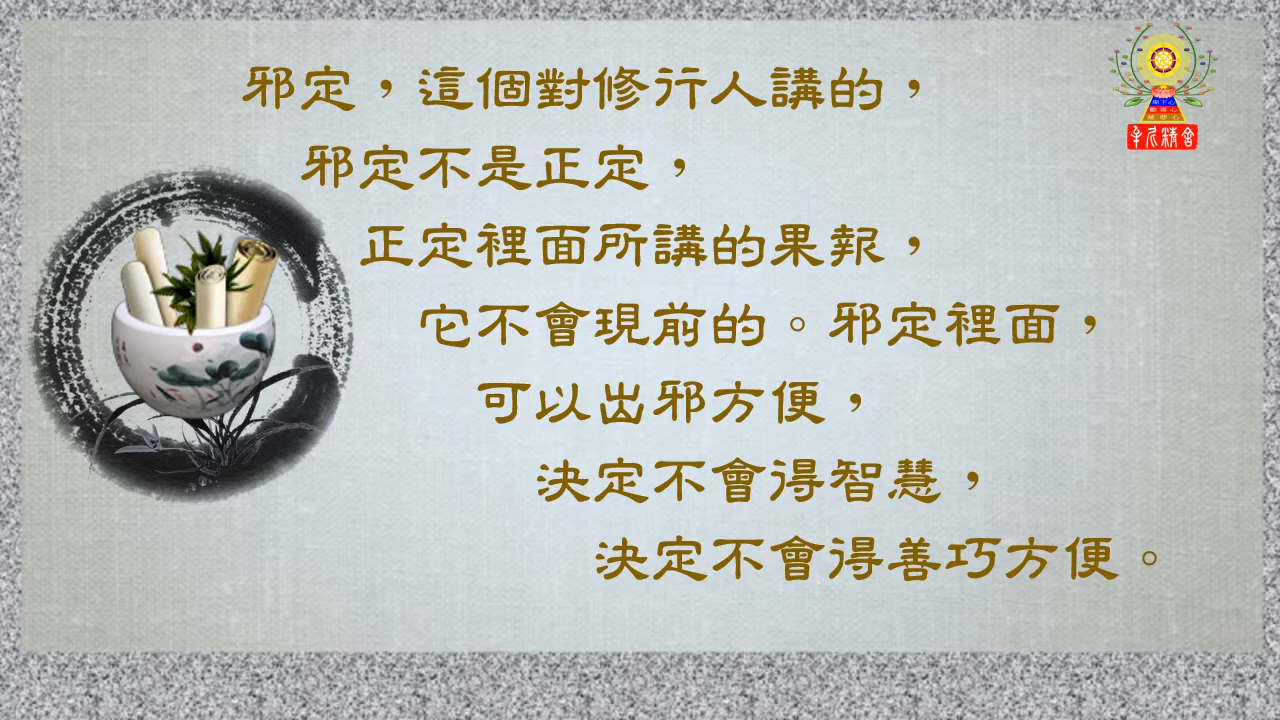 邪定，這個對修行人講的，
邪定不是正定，
正定裡面所講的果報，
它不會現前的。邪定裡面，
可以出邪方便，
決定不會得智慧，
決定不會得善巧方便。